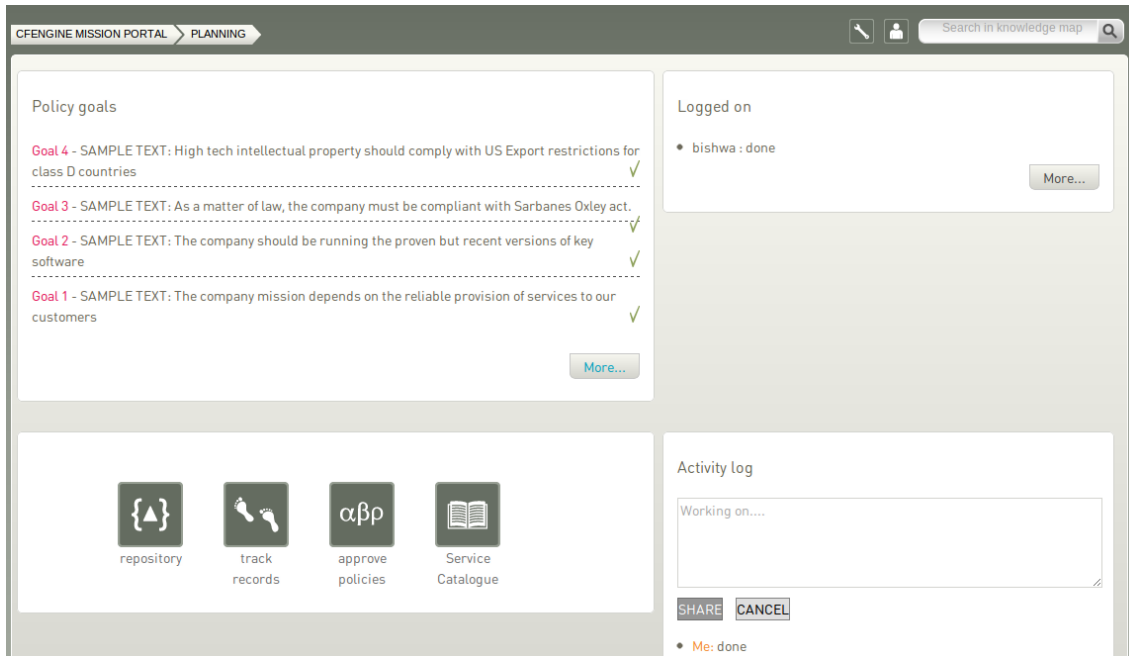 CFENGINE MISSION PORTAL PLANNING
Search in knowledge map
Policy goals
Goal 4 - SAMPLE TEXT: High tech intellectual property should comply with US Export restrictions for
class D countries
Goal 3 - SAMPLE TEXT: As a matter of law, the company must be compliant with Sarbanes Oxley act.
Goal 2 - SAMPLE TEXT: The company should be running the proven but recent versions of key
software
Goal 1 - SAMPLE TEXT: The company mission depends on the reliable provision of services to our
customers
More...
Logged on
bishwa : done
More...
{▲}
αβρ
repository
track
records
approve
policies
Service
Catalogue
Activity log
Working on....
SHARE CANCEL
Me: done